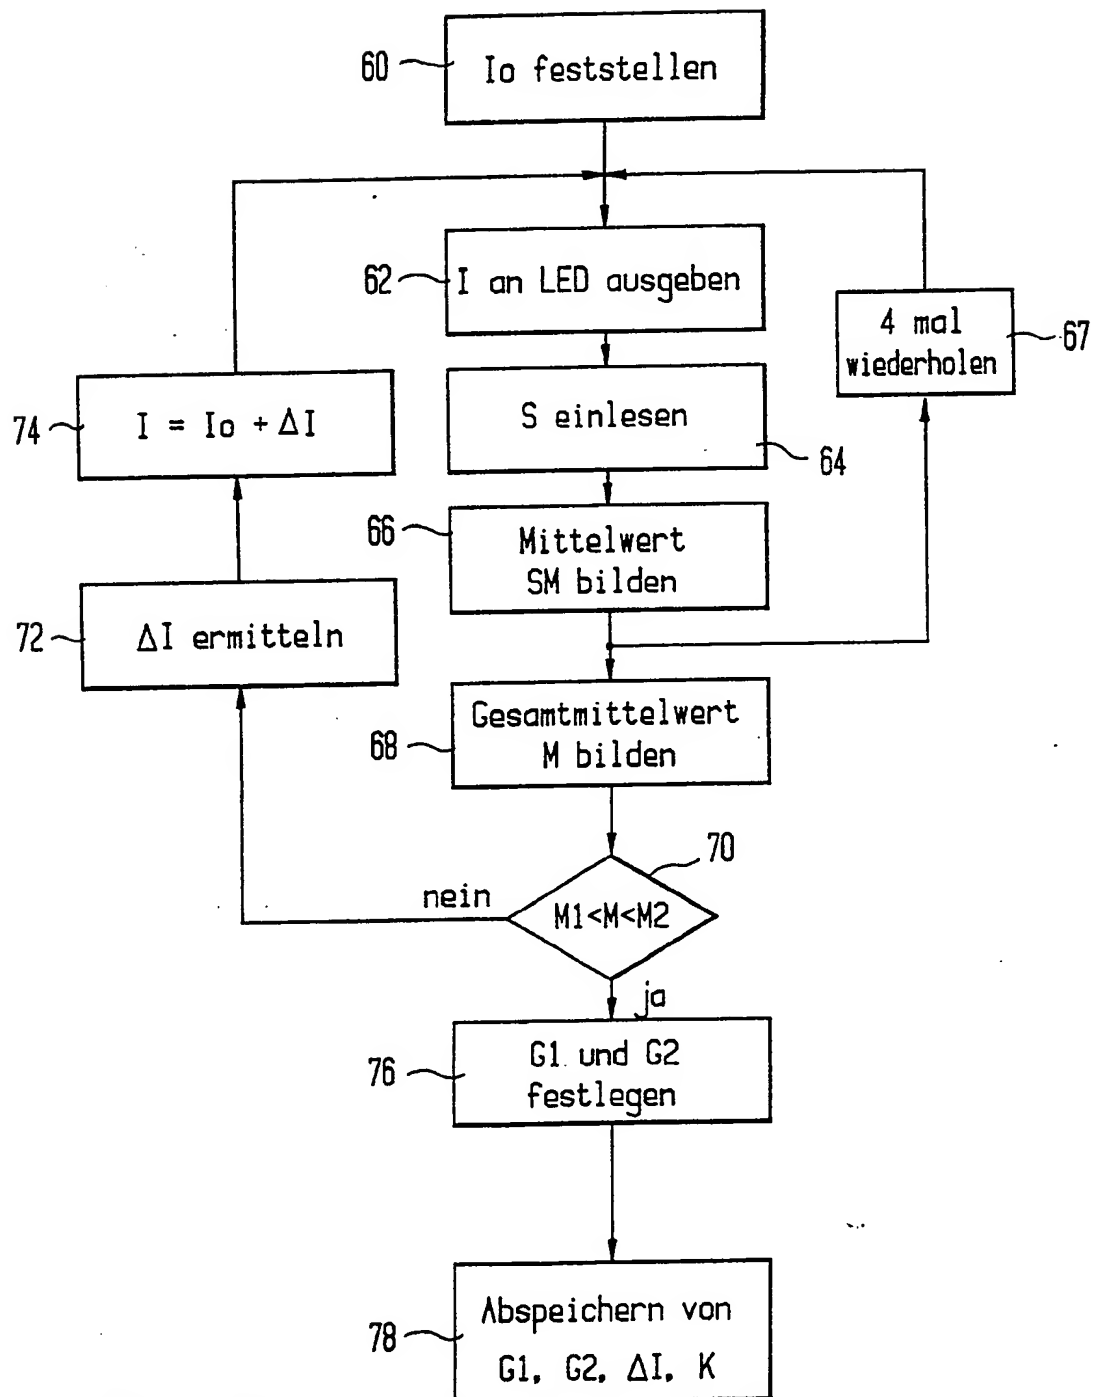 60
Io feststellen
62
I an LED ausgeben
4 mal
wiederholen
67
74
I = Io + ΔI
S einlesen
64
66
Mittelwert
SM bilden
72
ΔI ermitteln
68
Gesamtmittelwert
M bilden
70
nein
M1<M<M2
ja
76
G1 und G2
festlegen
78
Abspeichern von
G1, G2, ΔI, K